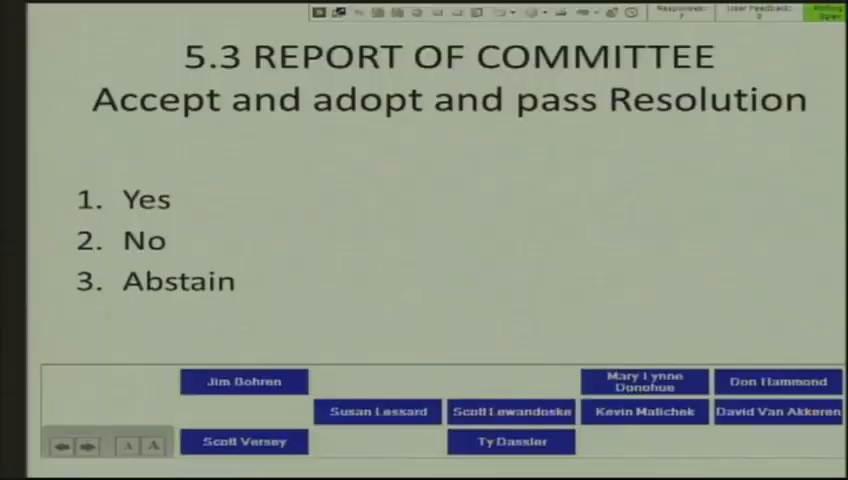 Responses:
7
User Feedback:
0
Polling
Open
5.3 REPORT OF COMMITTEE
Accept and adopt and pass Resolution
1. Yes
2. No
3. Abstain
Jim Bohren
Mary Lynne
Donohue
Don Hammond
Susan Lessard
Scott Lewandoske
Kevin Matichek
David Van Akkeren
Scott Versey
Ty Dassler
A A